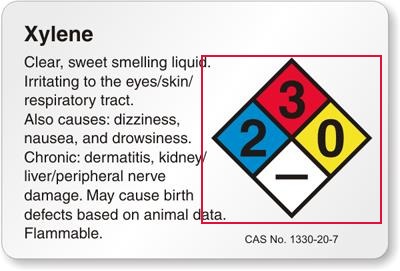 Xylene
Clear, sweet smelling liquid.
Irritating to the eyes/skin/
respiratory tract.
Also causes: dizziness,
nausea, and drowsiness.
Chronic: dermatitis, kidney/
liver/peripheral nerve
damage. May cause birth
defects based on animal data.
Flammable.
3
2
0
—
CAS No. 1330-20-7